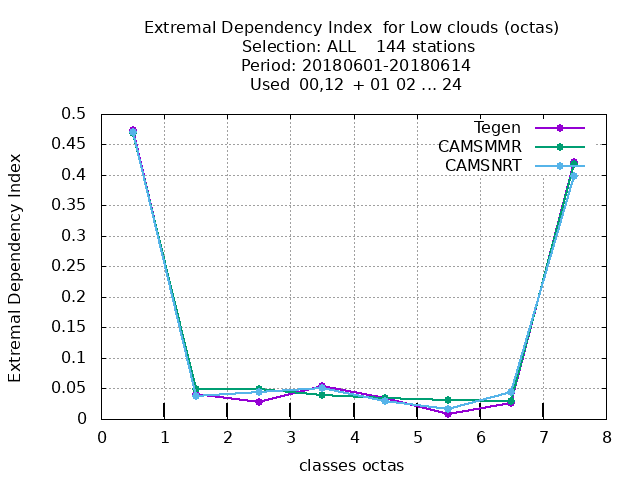 Extremal Dependency Index  for Low clouds (octas)
Selection: ALL    144 stations
Period: 20180601-20180614
Used  00,12  + 01 02 ... 24
Extremal Dependency Index
0.5
0.45
0.4
0.35
0.3
0.25
0.2
0.15
0.1
0.05
0
Tegen
CAMSMMR
CAMSNRT
0 1 2 3 4 5 6 7 8
classes octas